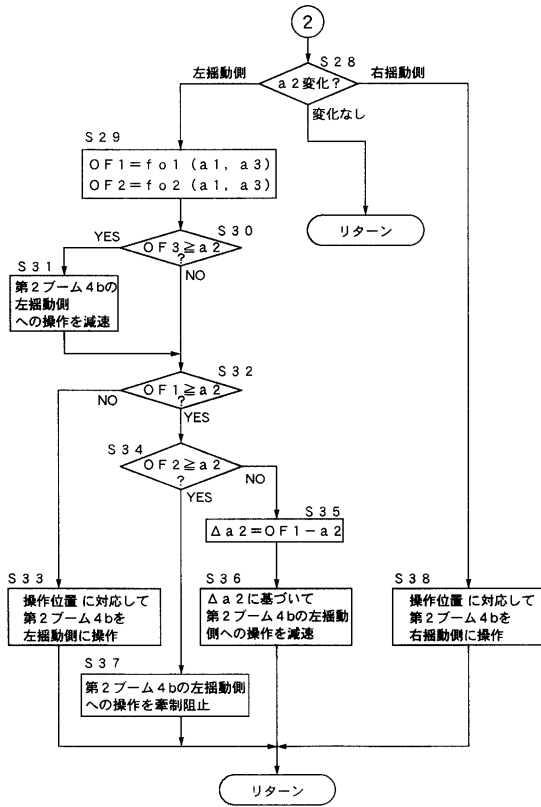 2
S28
左揺動側
a2変化?
右揺動側
変化なし
リターン
S29
OF1=fo1 (a1, a3)
OF2=fo2 (a1, a3)
S30
YES
OF3≧a2
?
NO
S31
第2ブーム4bの
左揺動側
への操作を減速
S32
OF1≧a2
?
NO
YES
S34
OF2≧a2
?
YES
NO
S35
Δa2=OF1-a2
S33
操作位置に対応して
第2ブーム4bを
左揺動側に操作
S36
Δa2に基づいて
第2ブーム4bの左揺動
側への操作を減速
S38
操作位置に対応して
第2ブーム4bを
右揺動側に操作
S37
第2ブーム4bの左揺動側
への操作を牽制阻止
リターン